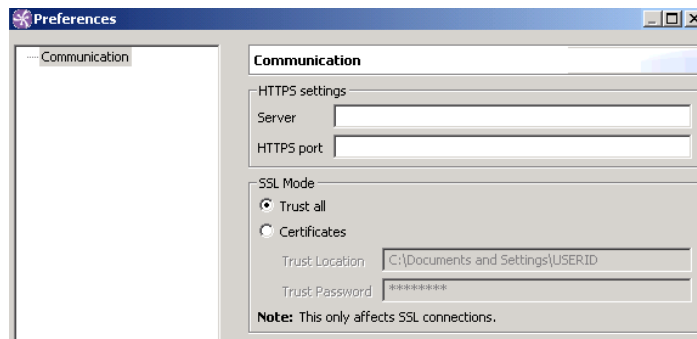 Preferences
Communication
Communication
HTTPS settings
Server
HTTPS port
SSL Mode
Trust all
Certificates
Trust Location C:\Documents and Settings\USERID
Trust Password ********
Note: This only affects SSL connections.